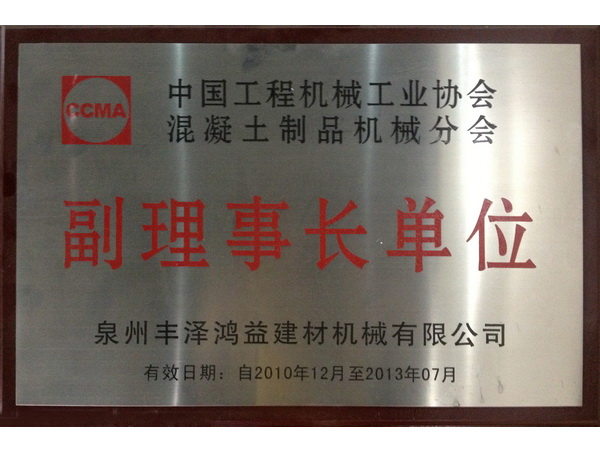 CCMA
中国工程机械工业协会
混凝土制品机械分会
副理事长单位
泉州丰泽鸿益建材机械有限公司
有效日期：自2010年12月至2013年07月